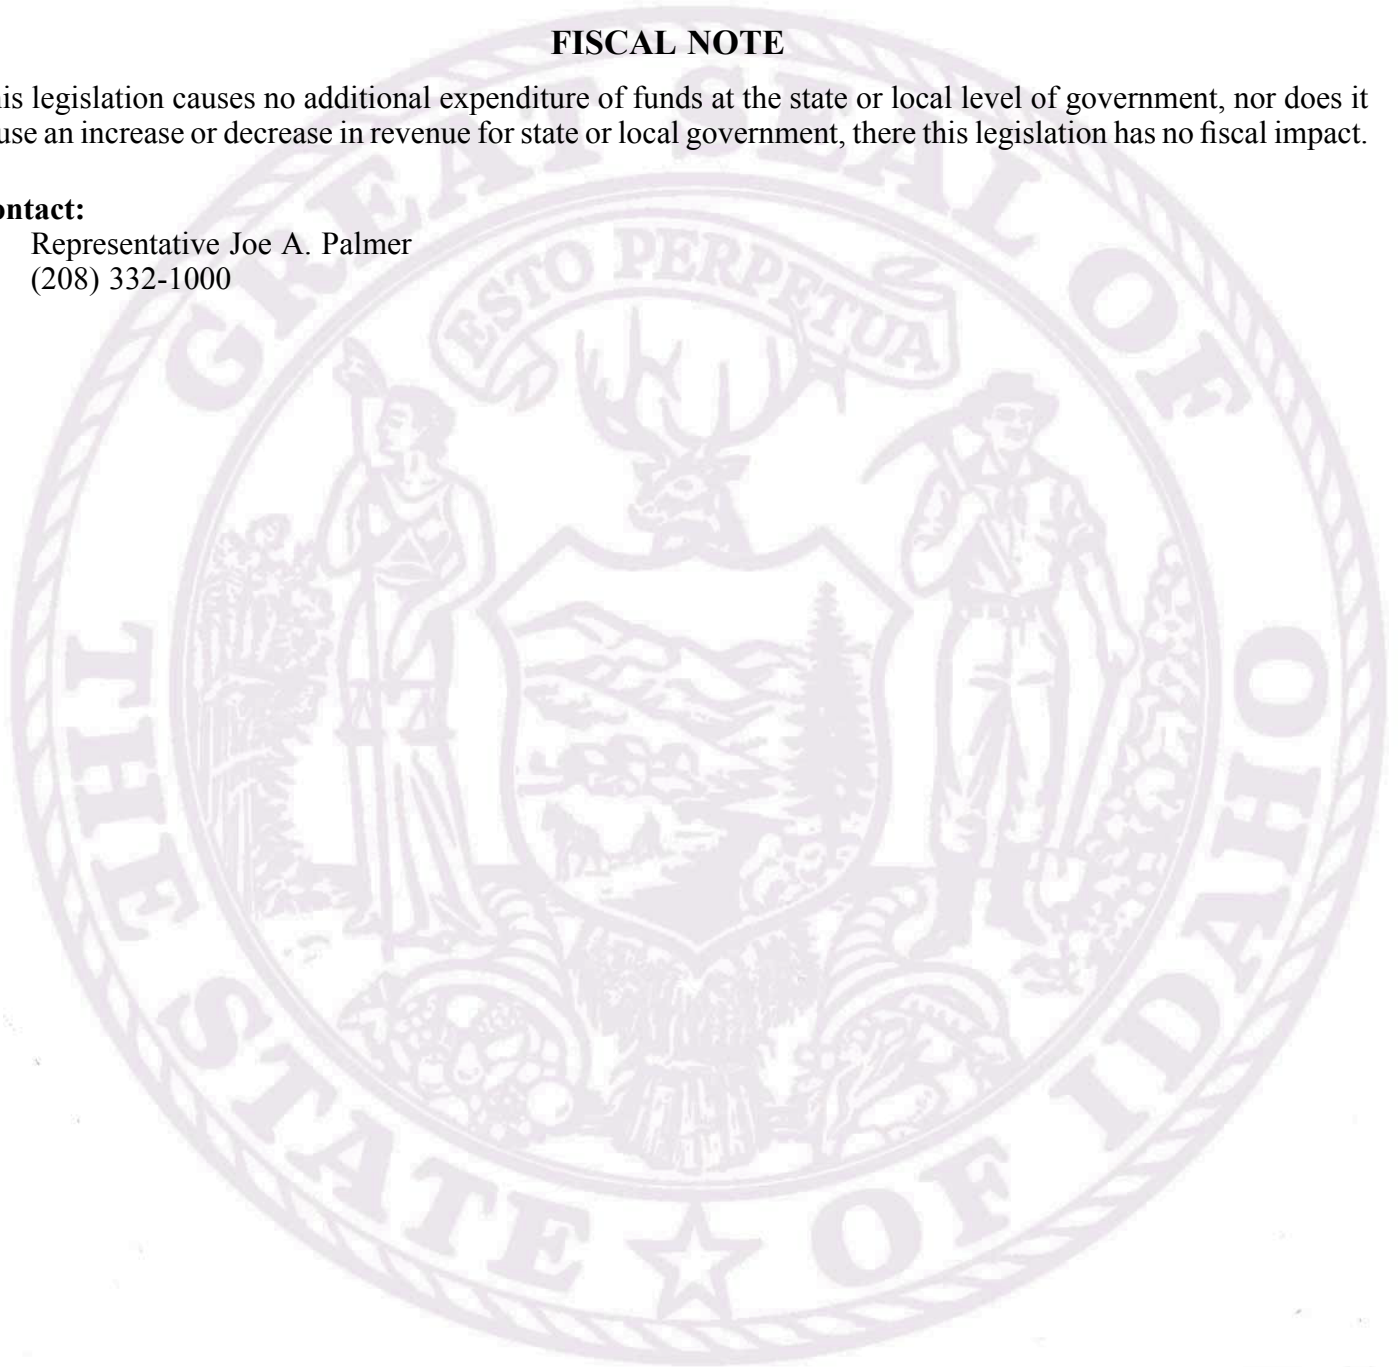 FISCAL NOTE
his legislation causes no additional expenditure of funds at the state or local level of government, nor does it
use an increase or decrease in revenue for state or local government, there this legislation has no fiscal impact.
ontact:
Representative Joe A. Palmer
(208) 332-1000
GREAT SEAL OF
ESTO PERPETUA
THE STATE OF IDAHO